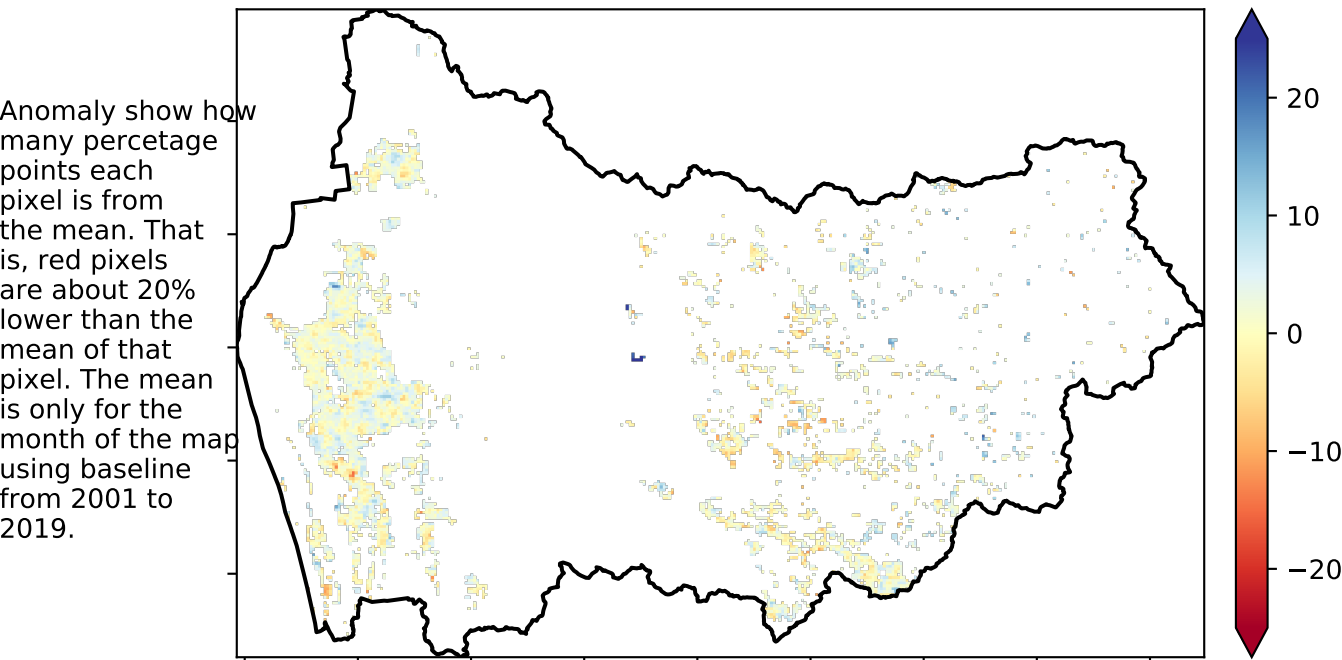 Anomaly show how
many percetage
points each
pixel is from
the mean. That
is, red pixels
are about 20%
lower than the
mean of that
pixel. The mean
is only for the
month of the map
using baseline
from 2001 to
2019.
20
10
0
−10
−20